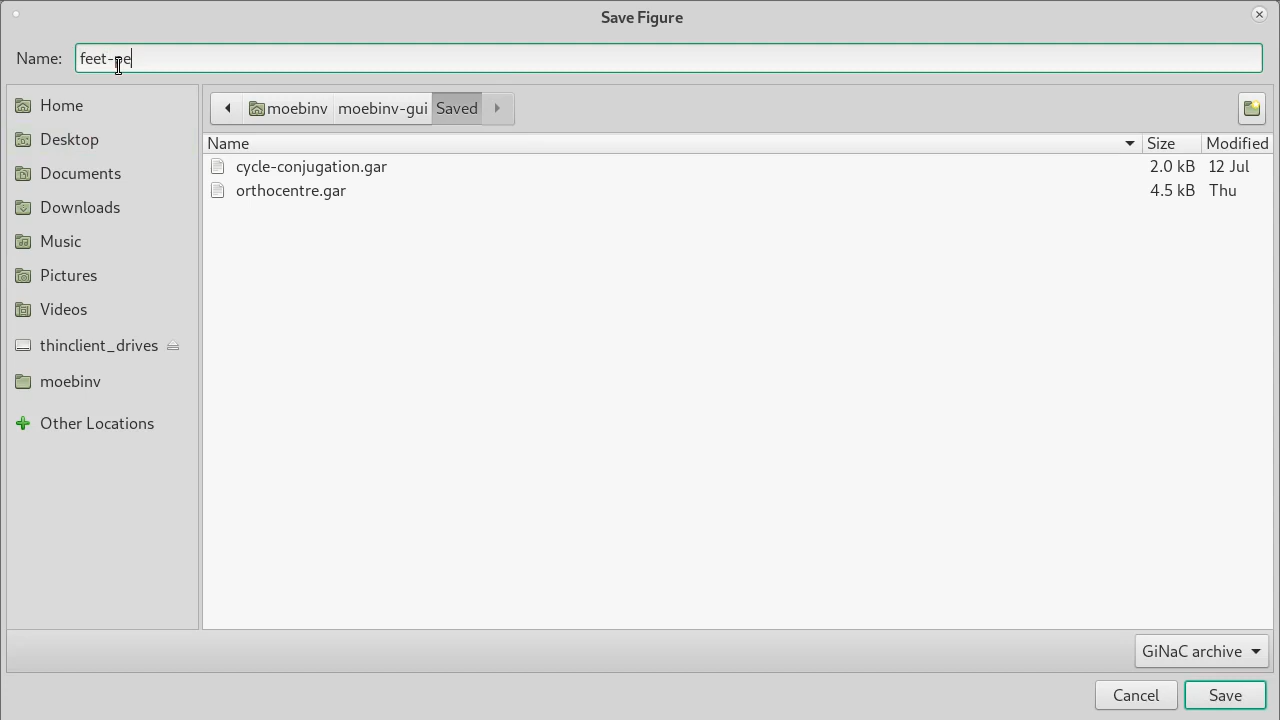 Save Figure
Name: feet-pe
Home
Desktop
Documents
Downloads
Music
Pictures
Videos
thinclient_drives
moebinv
Other Locations
moebinv moebinv-gui Saved
Name Size Modified
cycle-conjugation.gar 2.0 kB 12 Jul
orthocentre.gar 4.5 kB Thu
GiNaC archive
Cancel Save